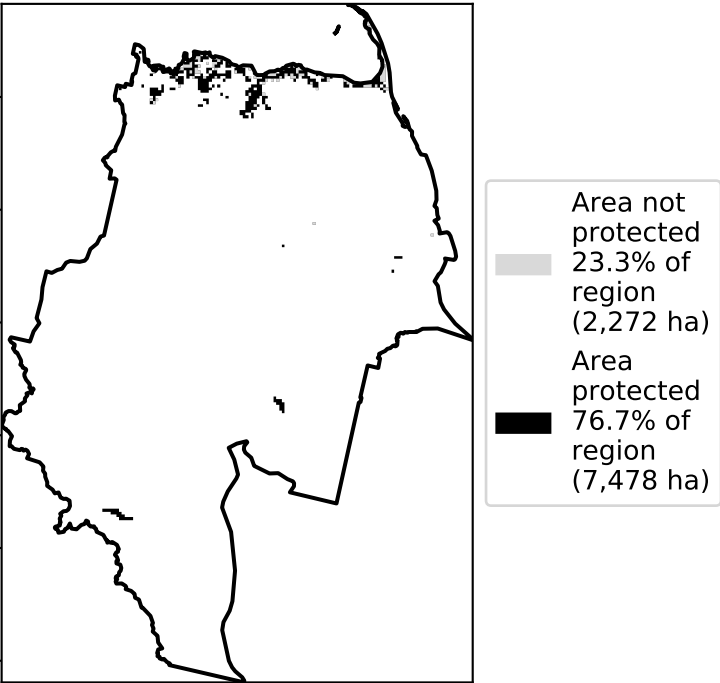 Area not
protected
23.3% of
region
(2,272 ha)
Area
protected
76.7% of
region
(7,478 ha)